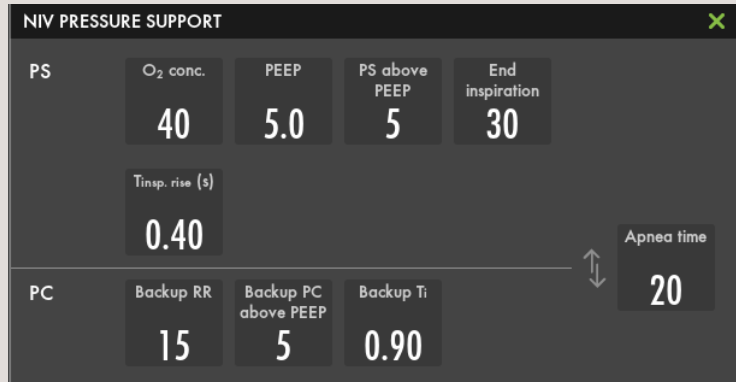 NIV PRESSURE SUPPORT
PS
O₂ conc.
40
PEEP
5.0
PS above
PEEP
5
End
inspiration
30
Tinsp. rise (s)
0.40
Apnea time
20
PC
Backup RR
15
Backup PC
above PEEP
5
Backup Ti
0.90